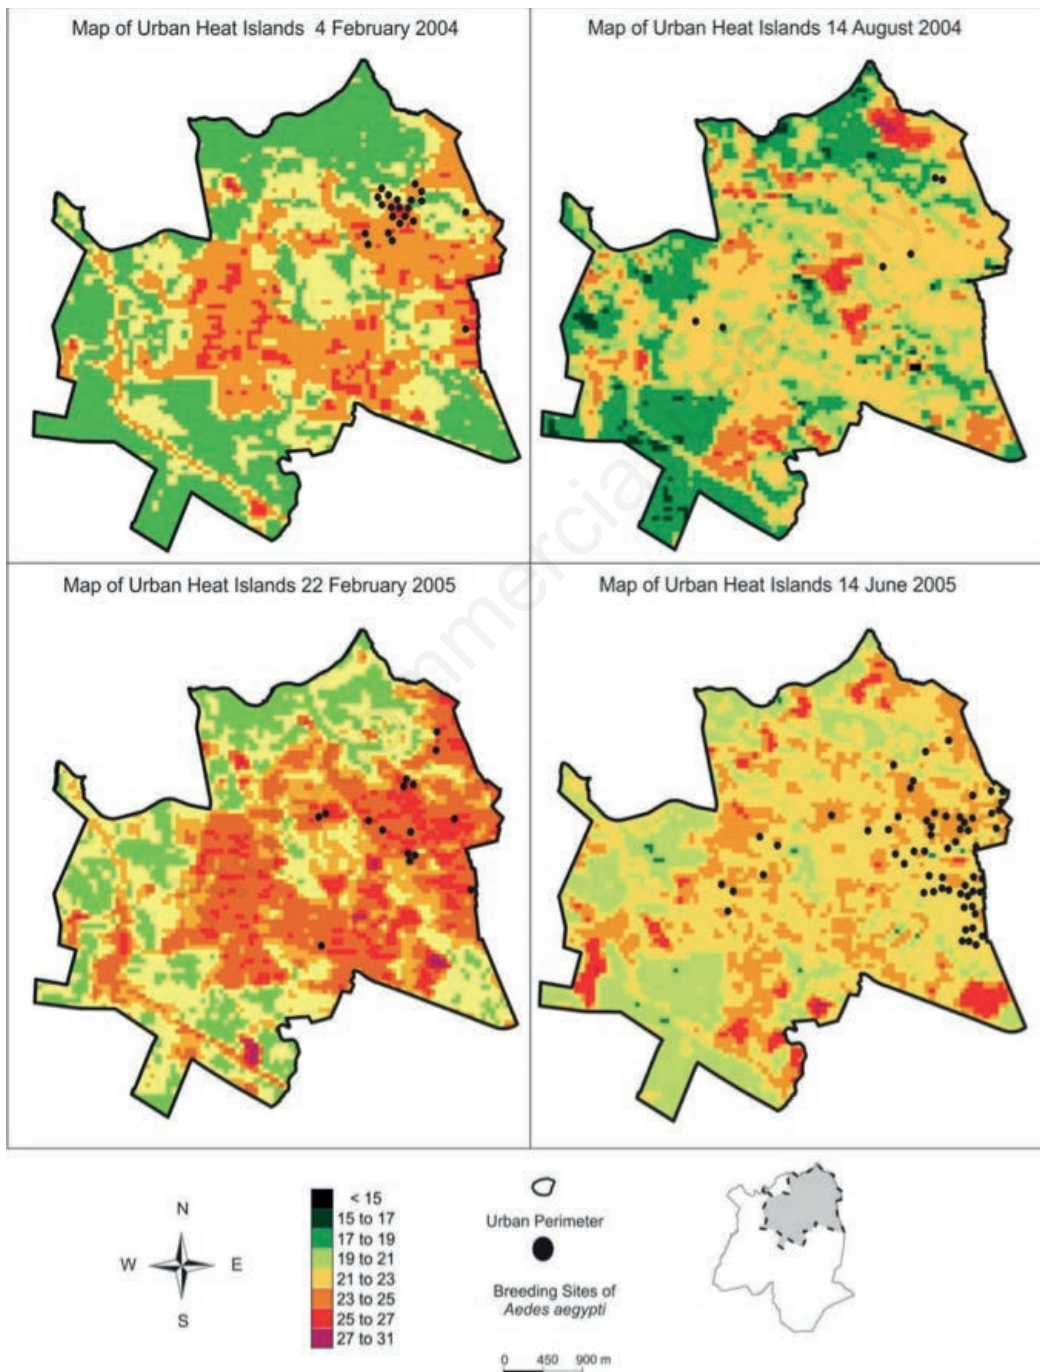 Map of Urban Heat Islands 4 February 2004
Map of Urban Heat Islands 14 August 2004
Map of Urban Heat Islands 22 February 2005
Map of Urban Heat Islands 14 June 2005
N
W
E
S
< 15
15 to 17
17 to 19
19 to 21
21 to 23
23 to 25
25 to 27
27 to 31
Urban Perimeter
Breeding Sites of
Aedes aegypti
0 450 900 m